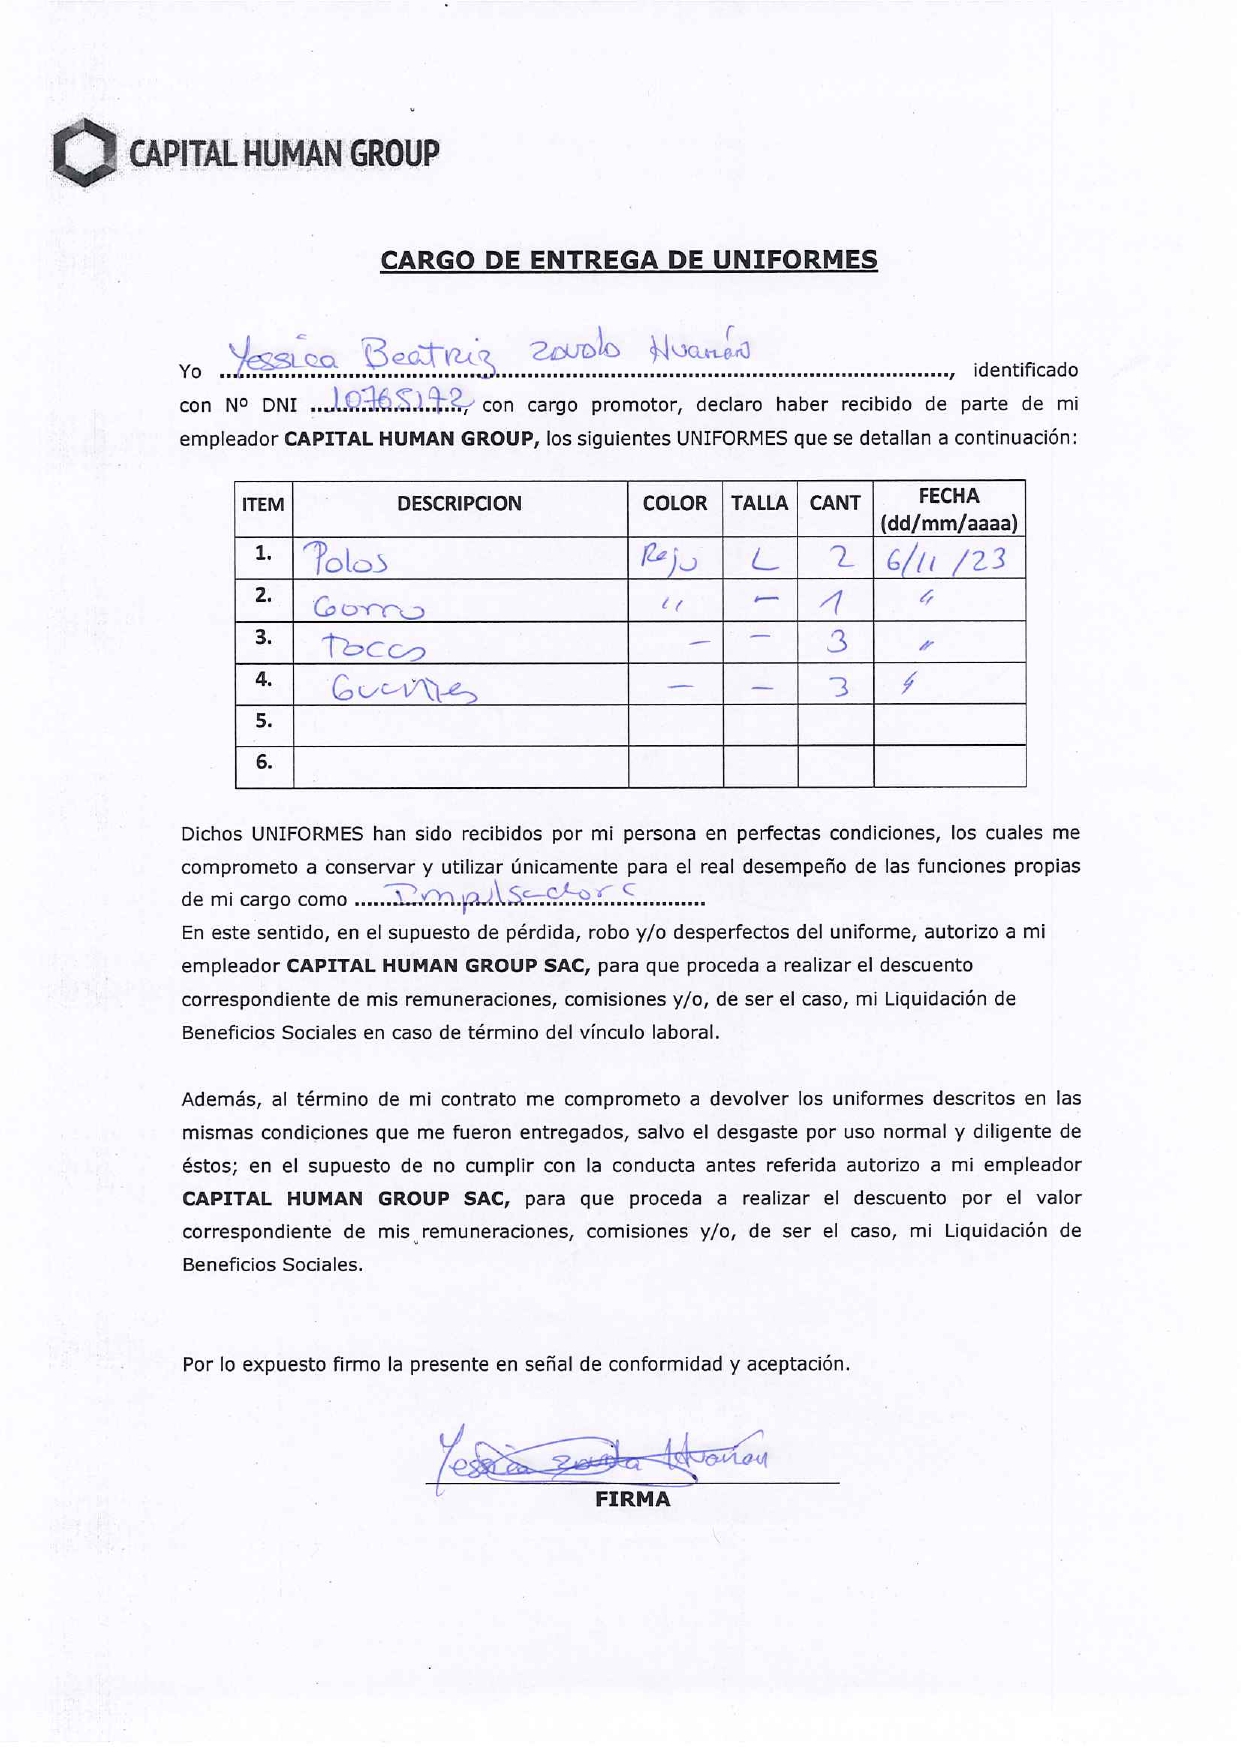 CAPITAL HUMAN GROUP
CARGO DE ENTREGA DE UNIFORMES
Yo Yessica Beatriz Zavala Huamán, identificado
con Nº DNI 10765172, con cargo promotor, declaro haber recibido de parte de mi
empleador CAPITAL HUMAN GROUP, los siguientes UNIFORMES que se detallan a continuación:
ITEM DESCRIPCION COLOR TALLA CANT FECHA (dd/mm/aaaa)
1. Polos Rojo L 2 6/11/23
2. Gorro " - 1 "
3. Tocas - - 3 "
4. Guantes - - 3 "
5.
6.
Dichos UNIFORMES han sido recibidos por mi persona en perfectas condiciones, los cuales me
comprometo a conservar y utilizar únicamente para el real desempeño de las funciones propias
de mi cargo como Impulsadora
En este sentido, en el supuesto de pérdida, robo y/o desperfectos del uniforme, autorizo a mi
empleador CAPITAL HUMAN GROUP SAC, para que proceda a realizar el descuento
correspondiente de mis remuneraciones, comisiones y/o, de ser el caso, mi Liquidación de
Beneficios Sociales en caso de término del vínculo laboral.
Además, al término de mi contrato me comprometo a devolver los uniformes descritos en las
mismas condiciones que me fueron entregados, salvo el desgaste por uso normal y diligente de
éstos; en el supuesto de no cumplir con la conducta antes referida autorizo a mi empleador
CAPITAL HUMAN GROUP SAC, para que proceda a realizar el descuento por el valor
correspondiente de mis remuneraciones, comisiones y/o, de ser el caso, mi Liquidación de
Beneficios Sociales.
Por lo expuesto firmo la presente en señal de conformidad y aceptación.
Yessica Zavala Huamán
FIRMA